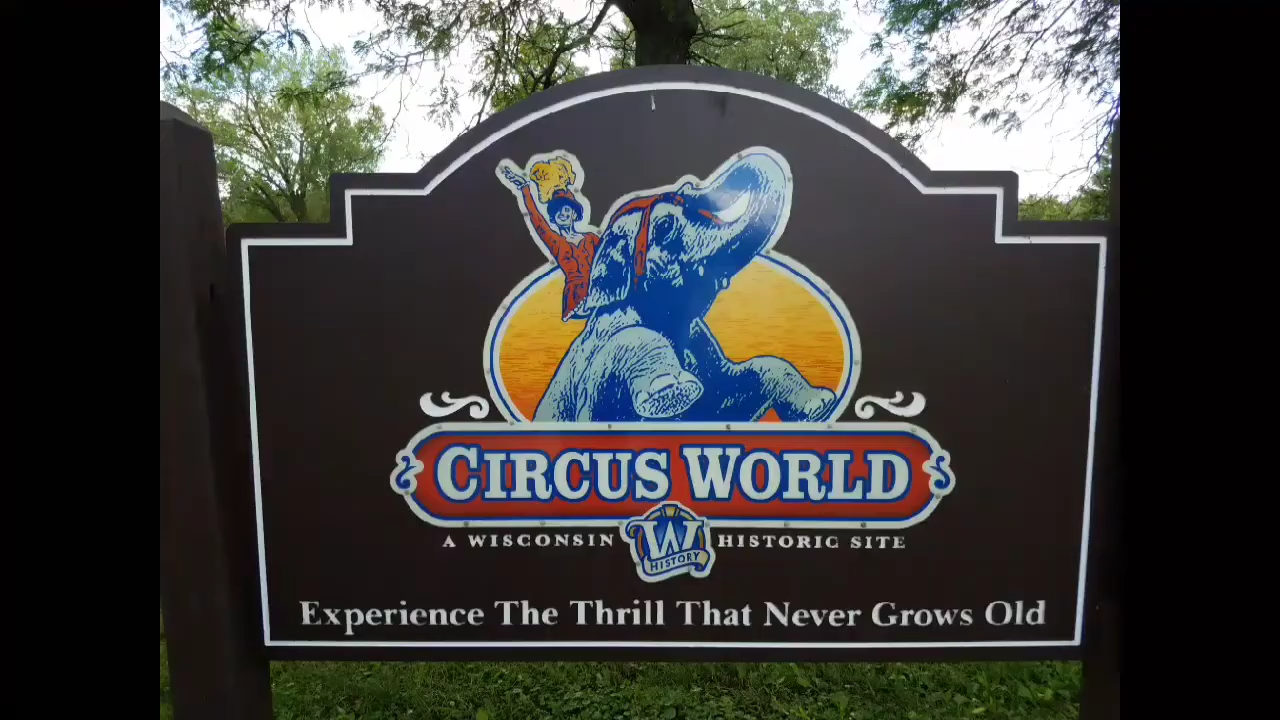 CIRCUS WORLD
A WISCONSIN W HISTORIC SITE
HISTORY
Experience The Thrill That Never Grows Old